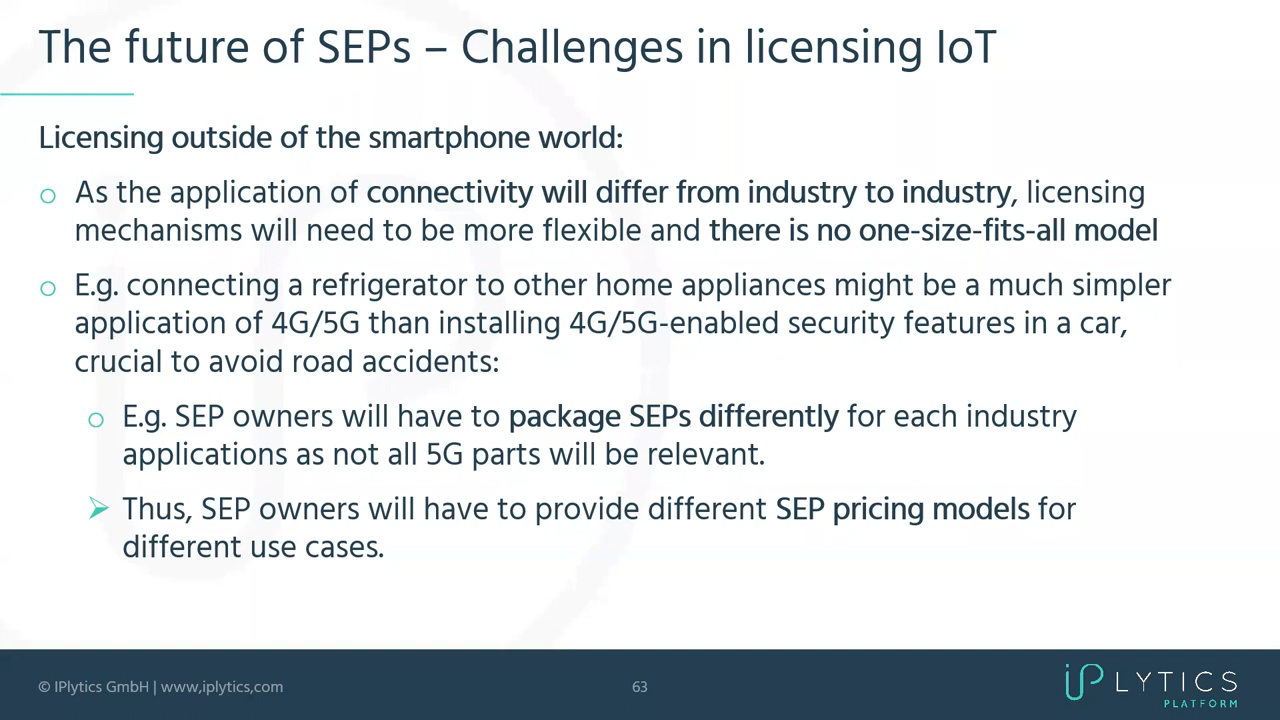 The future of SEPs – Challenges in licensing IoT
Licensing outside of the smartphone world:
o As the application of connectivity will differ from industry to industry, licensing
mechanisms will need to be more flexible and there is no one-size-fits-all model
o E.g. connecting a refrigerator to other home appliances might be a much simpler
application of 4G/5G than installing 4G/5G-enabled security features in a car,
crucial to avoid road accidents:
o E.g. SEP owners will have to package SEPs differently for each industry
applications as not all 5G parts will be relevant.
➢ Thus, SEP owners will have to provide different SEP pricing models for
different use cases.
© IPlytics GmbH | www,iplytics,com
63
iPLYTICS
PLATFORM